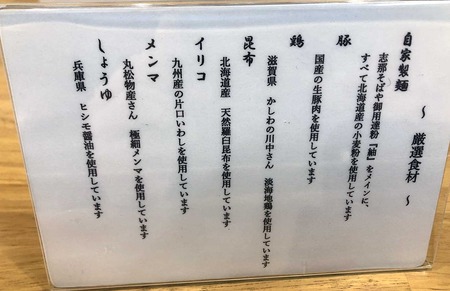 ～ 厳選食材 ～
自家製麺
志那そばや御用達粉『紬』をメインに、
すべて北海道産の小麦粉を使用しています
豚
国産の生豚肉を使用しています
鶏
滋賀県 かしわの川中さん 淡海地鶏を使用しています
昆布
北海道産 天然羅臼昆布を使用しています
イリコ
九州産の片口いわしを使用しています
メンマ
丸松物産さん 極細メンマを使用しています
しょうゆ
兵庫県 ヒシモ醤油を使用しています